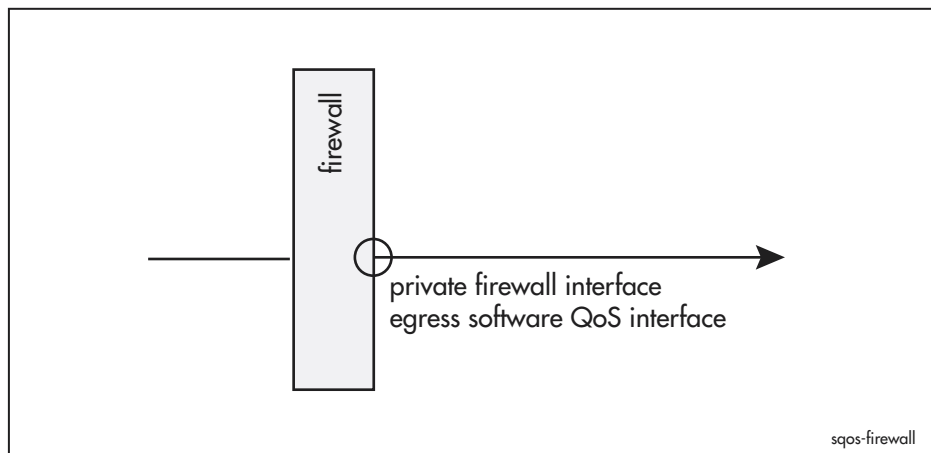 firewall
private firewall interface
egress software QoS interface
sqos-firewall